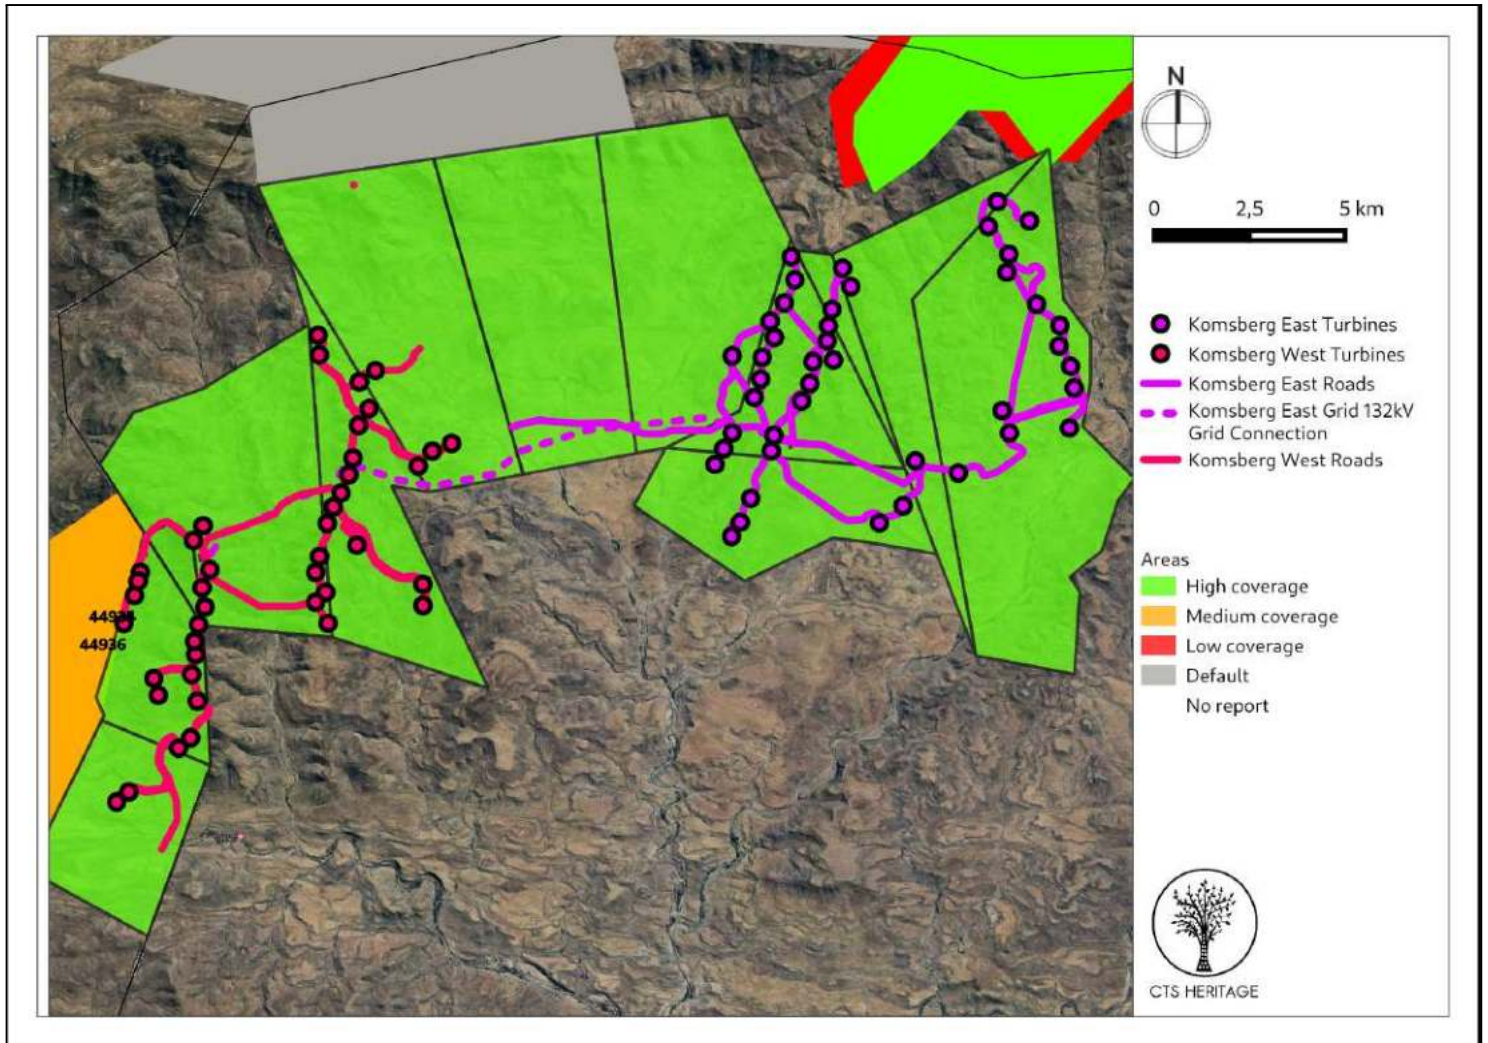 N
0 2,5 5 km
Komsberg East Turbines
Komsberg West Turbines
Komsberg East Roads
Komsberg East Grid 132kV
Grid Connection
Komsberg West Roads
Areas
High coverage
Medium coverage
Low coverage
Default
No report
44936
CTS HERITAGE